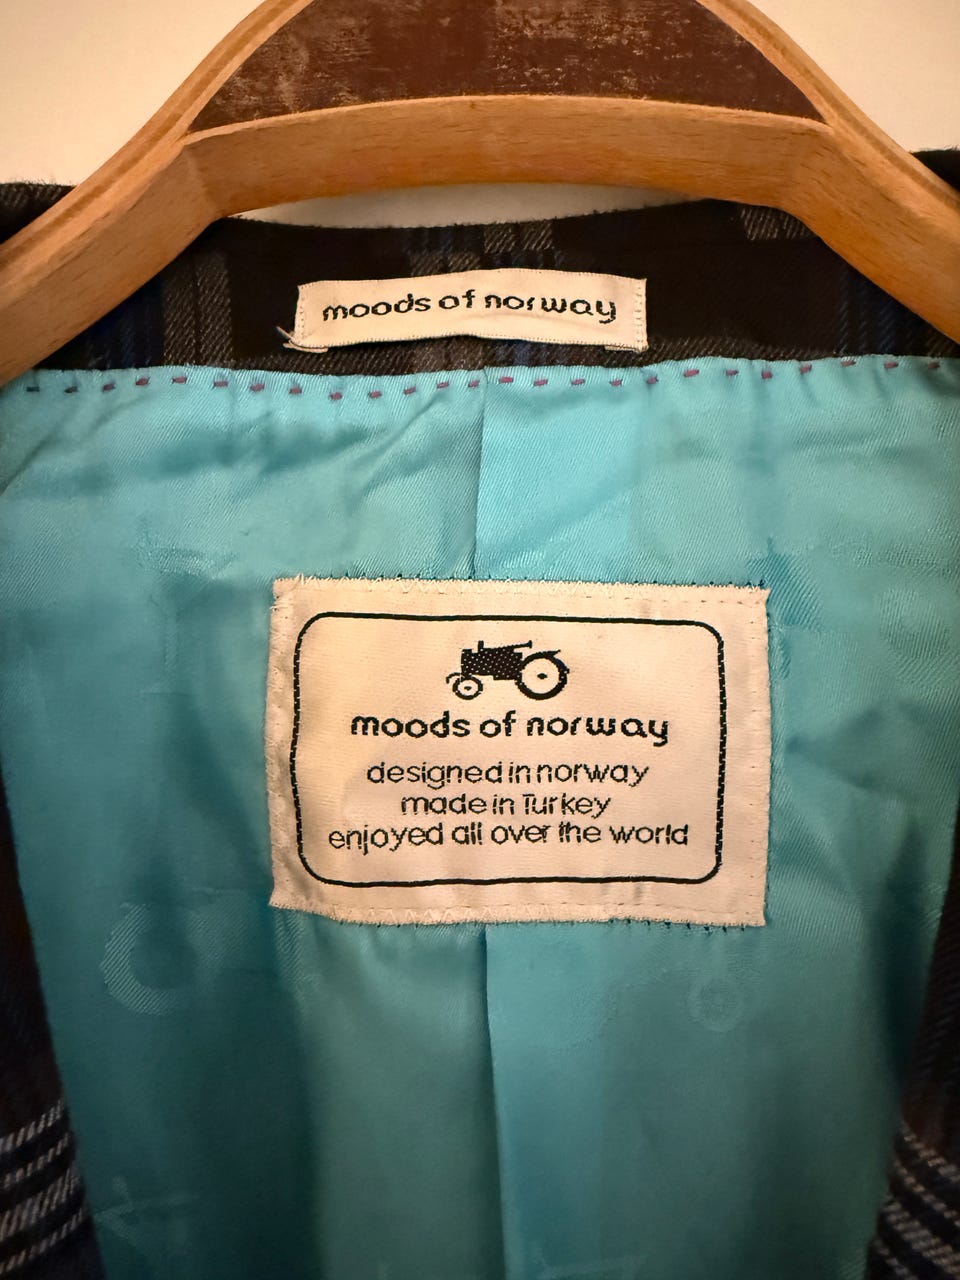 moods of norway
moods of norway
designed in norway
made in Turkey
enjoyed all over the world